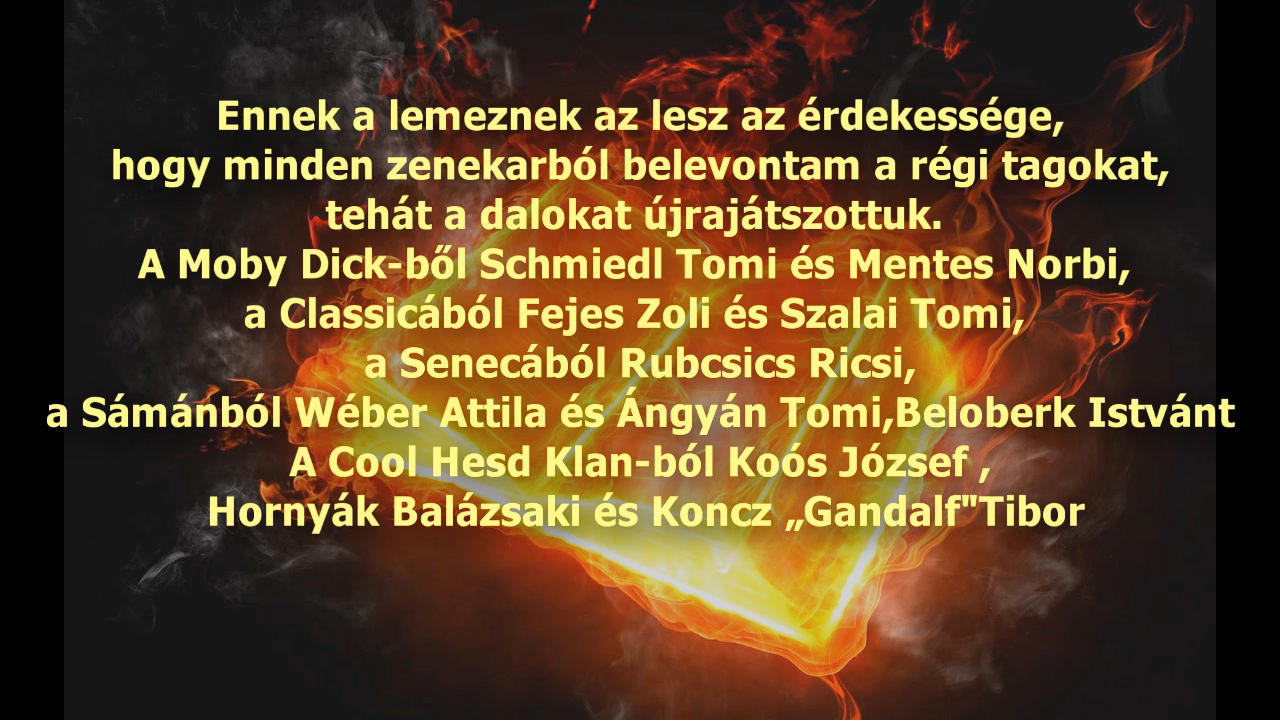 Ennek a lemeznek az lesz az érdekessége,
hogy minden zenekarból belevontam a régi tagokat,
tehát a dalokat újrajátszottuk.
A Moby Dick-ből Schmiedl Tomi és Mentes Norbi,
a Classicából Fejes Zoli és Szalai Tomi,
a Senecából Rubcsics Ricsi,
a Sámánból Wéber Attila és Ángyán Tomi,Beloberk Istvánt
A Cool Hesd Klan-ból Koós József ,
Hornyák Balázsaki és Koncz „Gandalf"Tibor